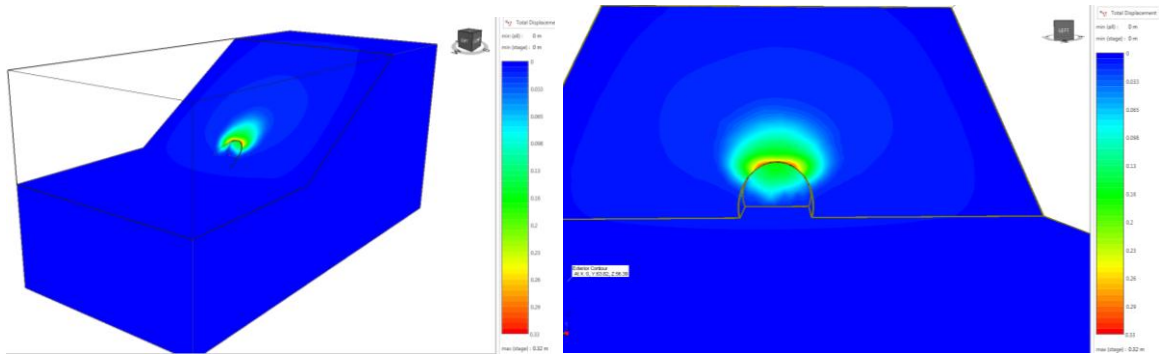 Total Displaceme
min (all) : 0 m
min (stage) : 0 m
0
0.033
0.065
0.098
0.13
0.16
0.2
0.23
0.26
0.29
0.33
max (stage) : 0.32 m
Total Displacement
min (all) : 0 m
min (stage) : 0 m
0
0.033
0.065
0.098
0.13
0.16
0.2
0.23
0.26
0.29
0.33
max (stage) : 0.32 m
LEFT
Exterior Contour